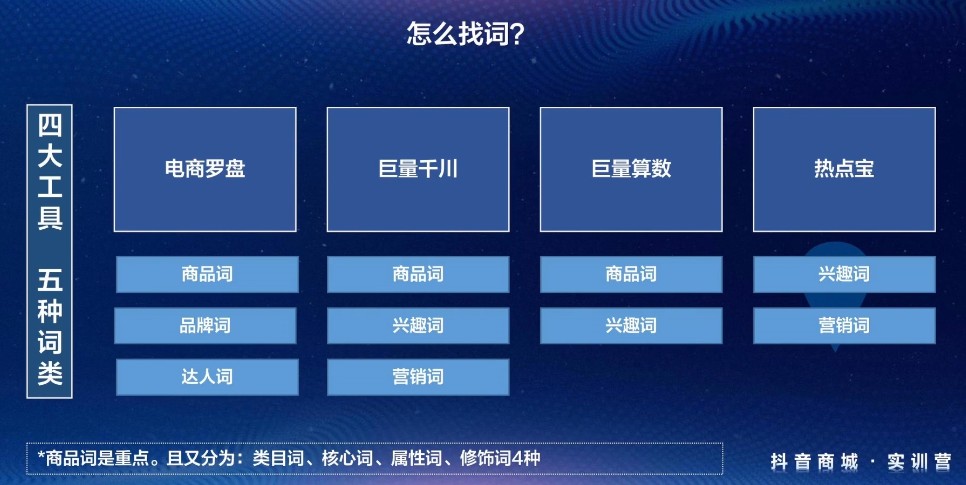 怎么找词?
四大工具 五种词类
电商罗盘
巨量千川
巨量算数
热点宝
商品词
商品词
商品词
兴趣词
品牌词
兴趣词
兴趣词
营销词
达人词
营销词
*商品词是重点。且又分为：类目词、核心词、属性词、修饰词4种
抖音商城·实训营